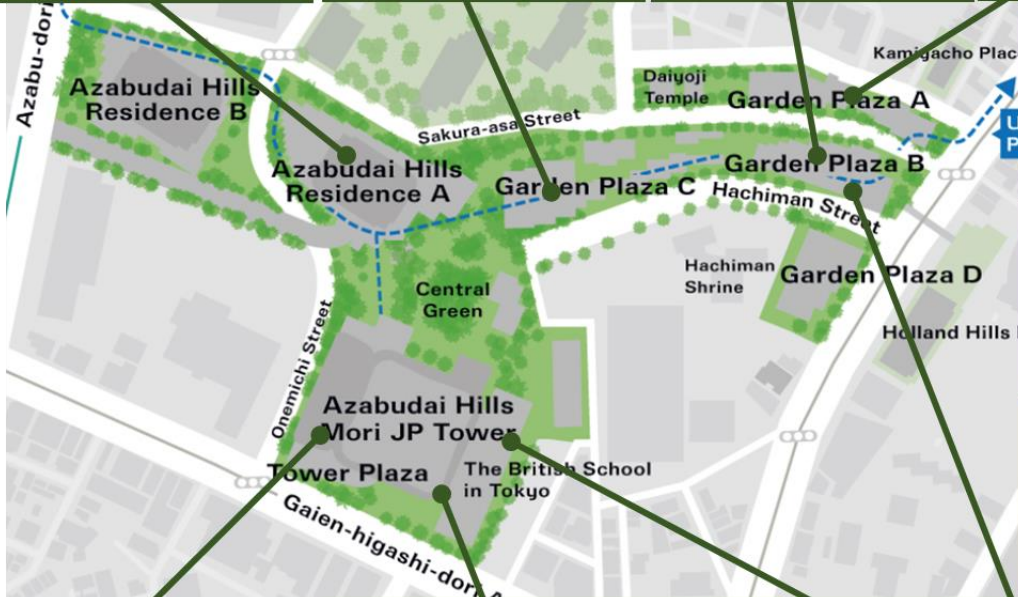 Azabu-dori
Azabudai Hills
Residence B
Kamiyacho Plac
Daiyoji
Temple
Garden Plaza A
Sakura-asa Street
U
P
Azabudai Hills
Residence A
Garden Plaza B
Garden Plaza C
Hachiman Street
Hachiman
Shrine
Garden Plaza D
Central
Green
Holland Hills
Onemichi Street
Azabudai Hills
Mori JP Tower
Tower Plaza
The British School
in Tokyo
Gaien-higashi-dori A